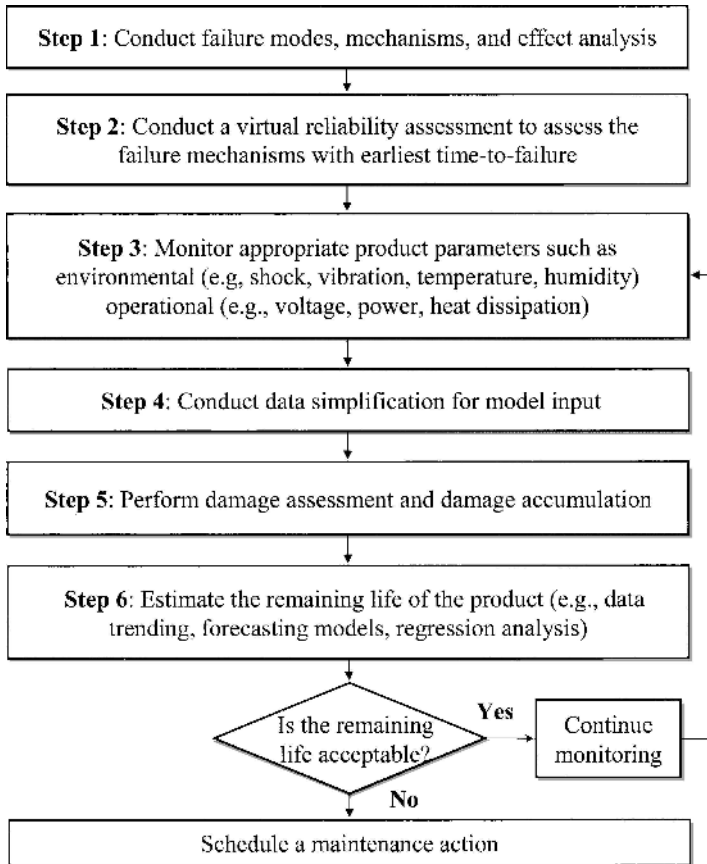 Step 1: Conduct failure modes, mechanisms, and effect analysis
Step 2: Conduct a virtual reliability assessment to assess the
failure mechanisms with earliest time-to-failure
Step 3: Monitor appropriate product parameters such as
environmental (e.g, shock, vibration, temperature, humidity)
operational (e.g., voltage, power, heat dissipation)
Step 4: Conduct data simplification for model input
Step 5: Perform damage assessment and damage accumulation
Step 6: Estimate the remaining life of the product (e.g., data
trending, forecasting models, regression analysis)
Is the remaining
life acceptable?
Yes
Continue
monitoring
No
Schedule a maintenance action